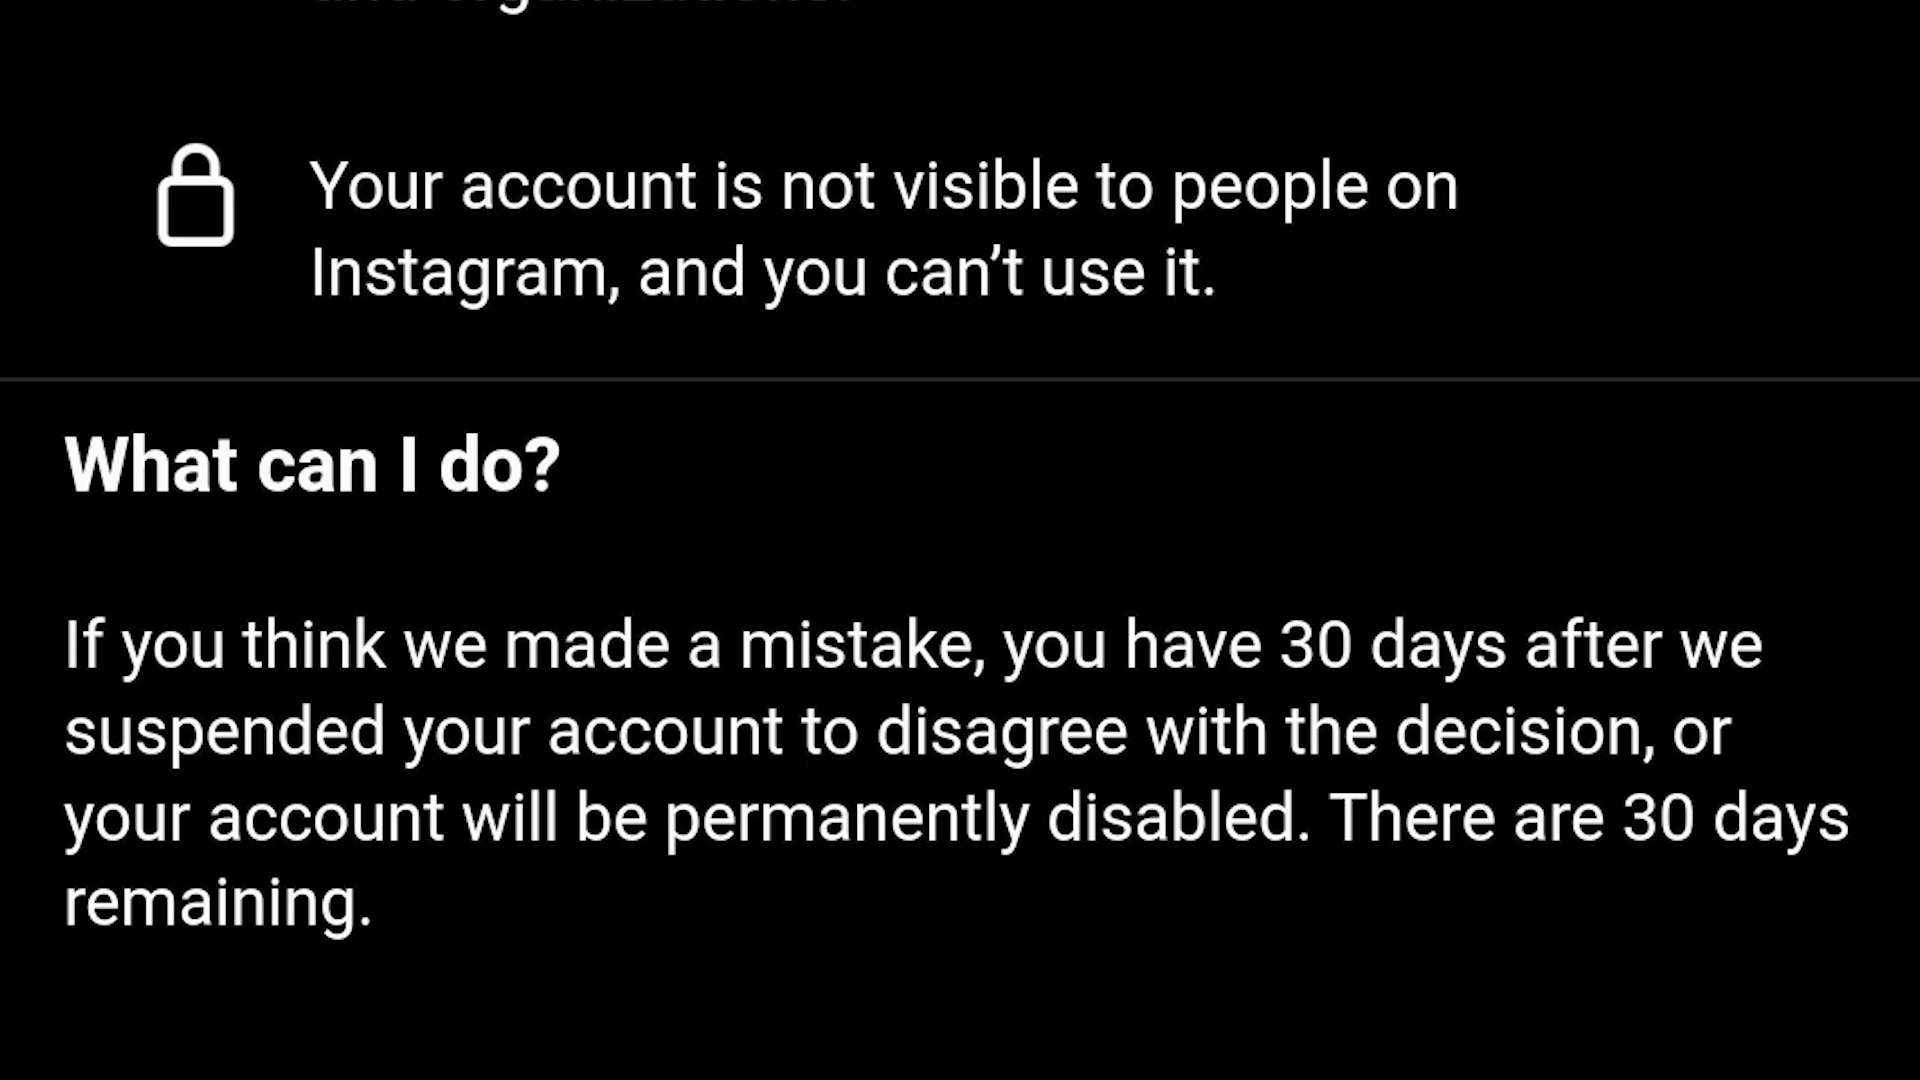 Your account is not visible to people on
Instagram, and you can’t use it.
What can I do?
If you think we made a mistake, you have 30 days after we
suspended your account to disagree with the decision, or
your account will be permanently disabled. There are 30 days
remaining.